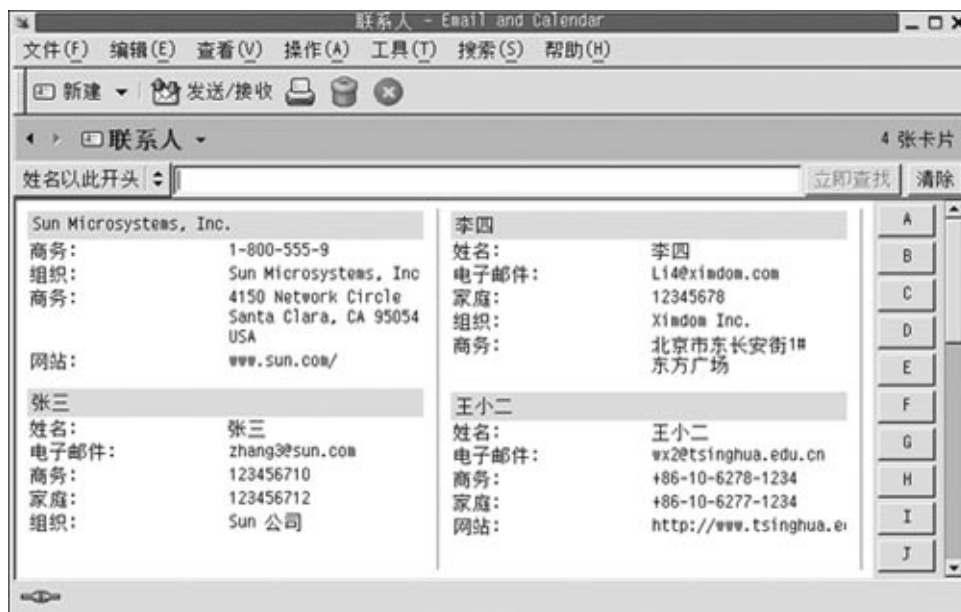 联系人 - Email and Calendar
文件(F) 编辑(E) 查看(V) 操作(A) 工具(T) 搜索(S) 帮助(H)
新建 发送/接收
联系人 4 张卡片
姓名以此开头 立即查找 清除
Sun Microsystems, Inc.
商务: 1-800-555-9
组织: Sun Microsystems, Inc
商务: 4150 Network Circle
Santa Clara, CA 95054
USA
网站: www.sun.com/
张三
姓名: 张三
电子邮件: zhang3@sun.com
商务: 123456710
家庭: 123456712
组织: Sun 公司
李四
姓名: 李四
电子邮件: Li4@ximdom.com
家庭: 12345678
组织: Ximdom Inc.
商务: 北京市东长安街1#
东方广场
王小二
姓名: 王小二
电子邮件: wx2@tsinghua.edu.cn
商务: +86-10-6278-1234
家庭: +86-10-6277-1234
网站: http://www.tsinghua.e
A
B
C
D
E
F
G
H
I
J